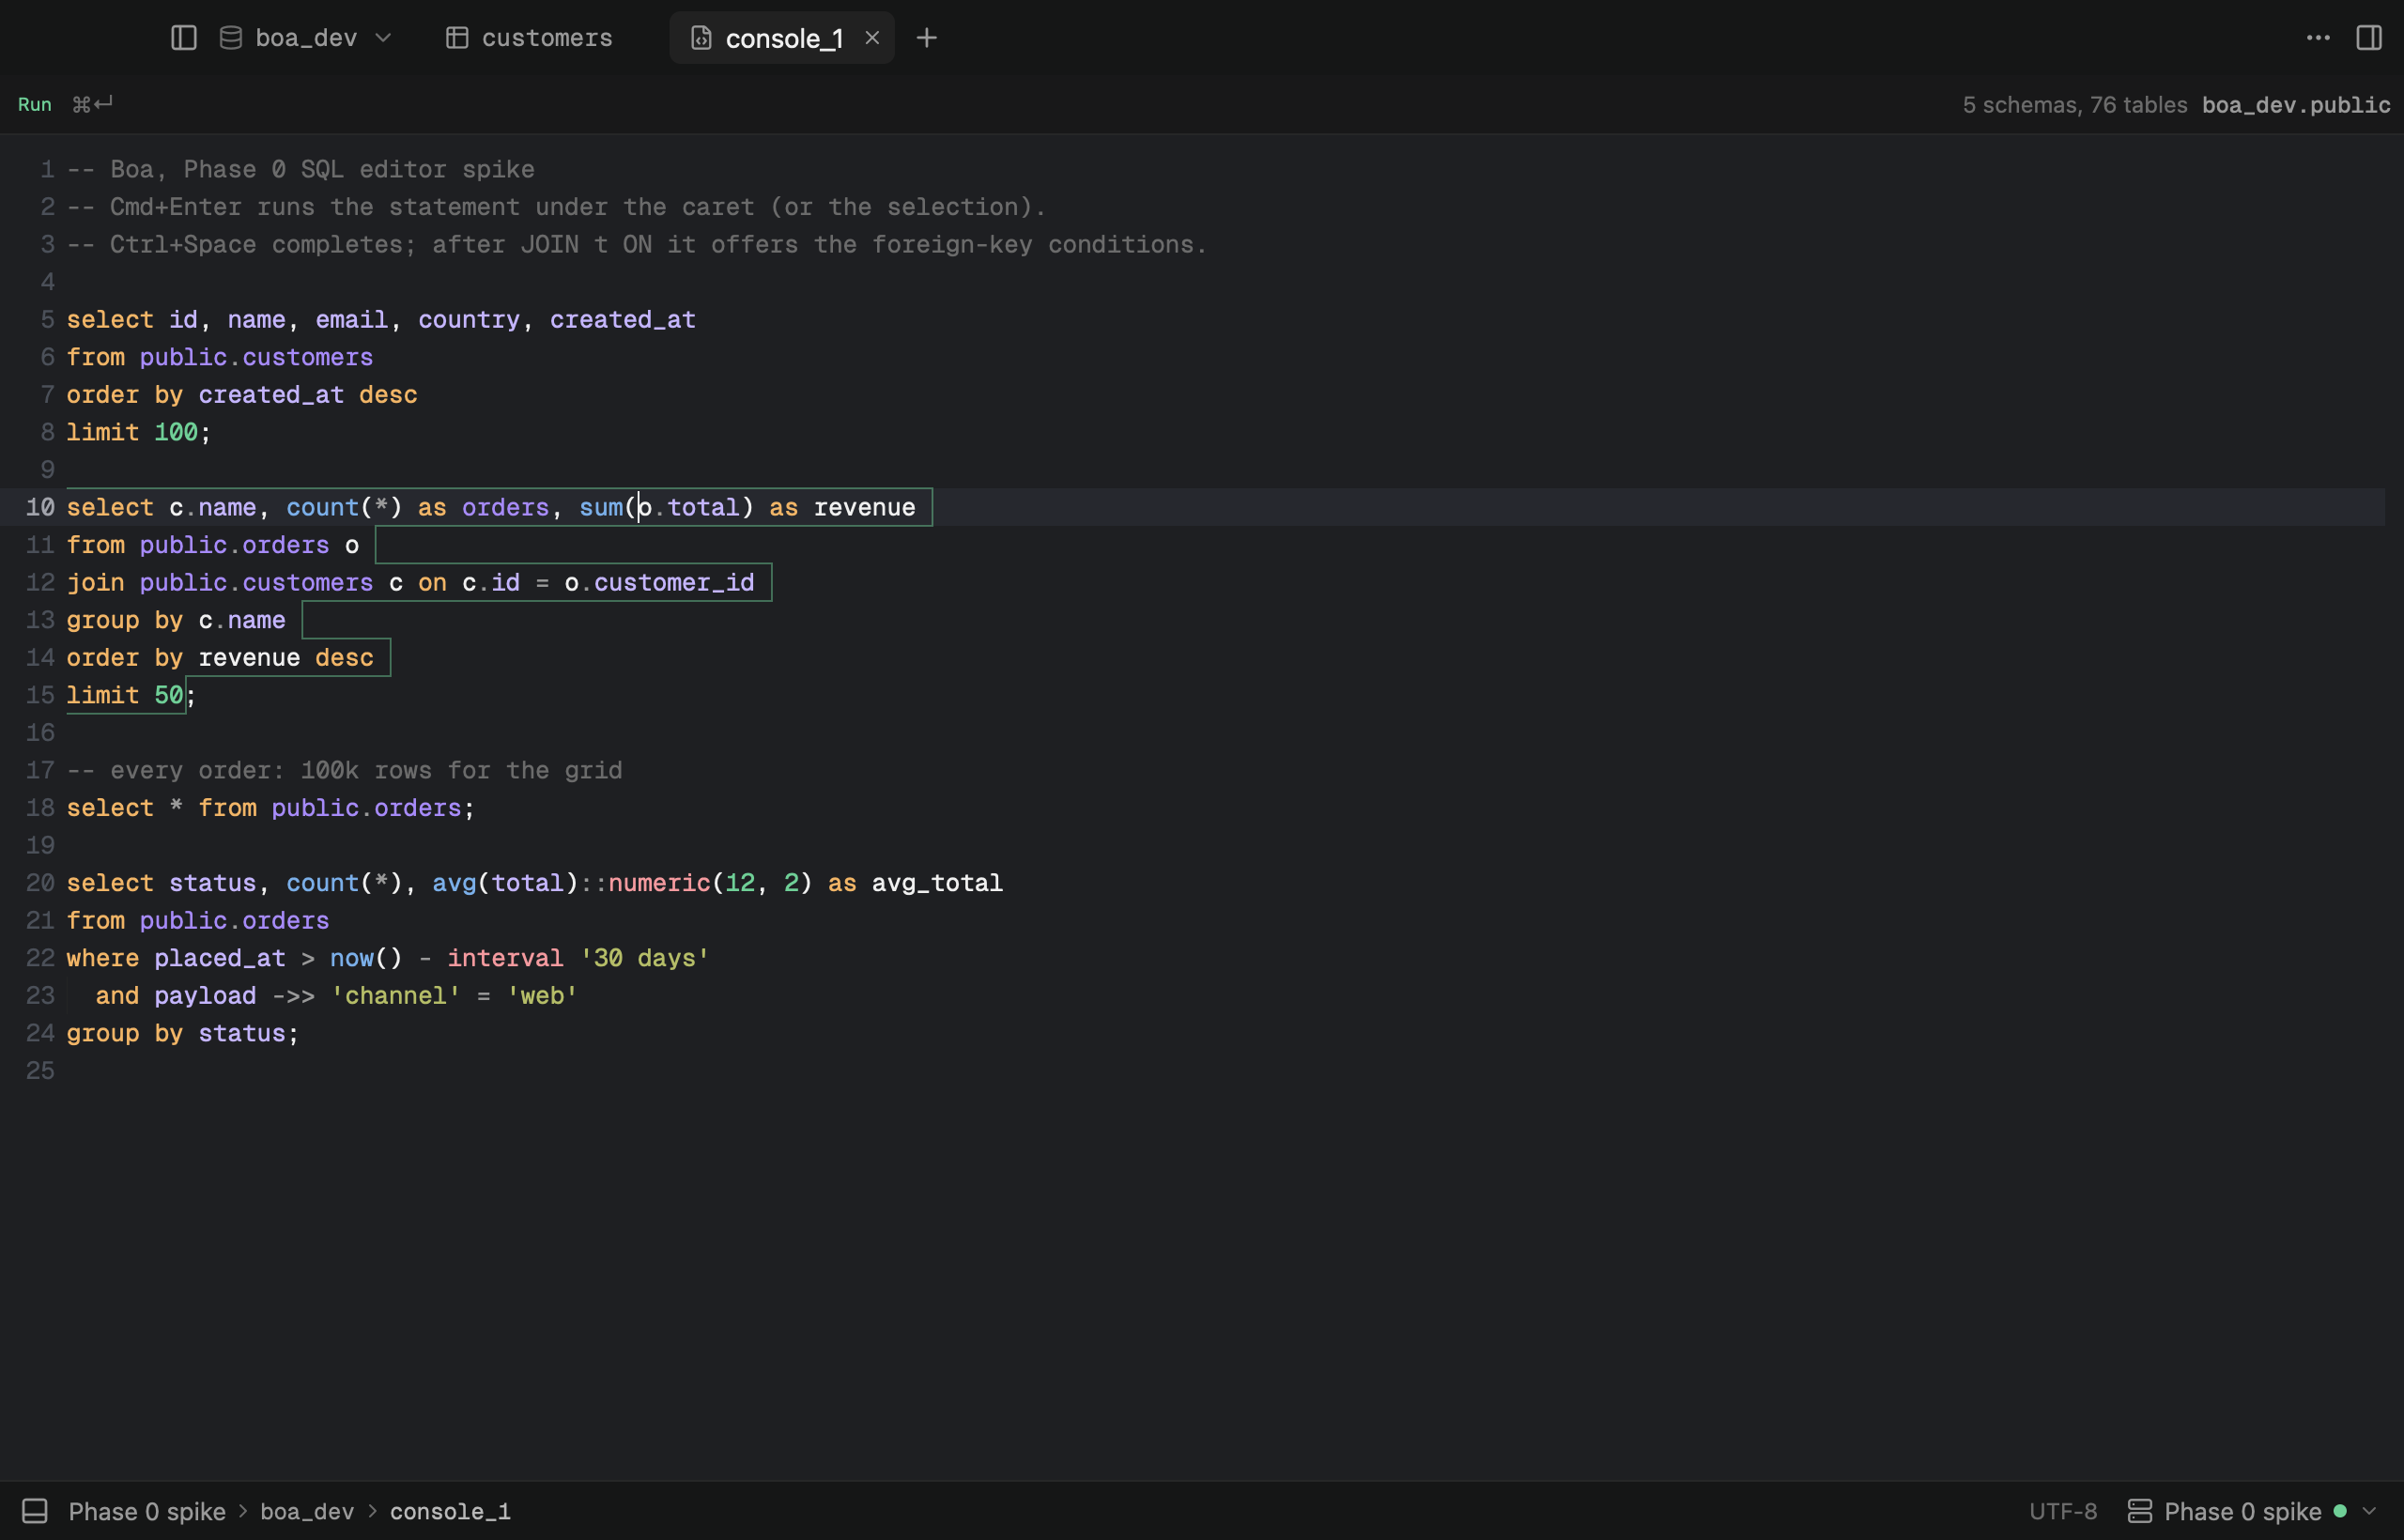 boa_dev customers console_1
Run ⌘↵ 5 schemas, 76 tables boa_dev.public
1 -- Boa, Phase 0 SQL editor spike
2 -- Cmd+Enter runs the statement under the caret (or the selection).
3 -- Ctrl+Space completes; after JOIN t ON it offers the foreign-key conditions.
4
5 select id, name, email, country, created_at
6 from public.customers
7 order by created_at desc
8 limit 100;
9
10 select c.name, count(*) as orders, sum(o.total) as revenue
11 from public.orders o
12 join public.customers c on c.id = o.customer_id
13 group by c.name
14 order by revenue desc
15 limit 50;
16
17 -- every order: 100k rows for the grid
18 select * from public.orders;
19
20 select status, count(*), avg(total)::numeric(12, 2) as avg_total
21 from public.orders
22 where placed_at > now() - interval '30 days'
23   and payload ->> 'channel' = 'web'
24 group by status;
25
Phase 0 spike > boa_dev > console_1 UTF-8 Phase 0 spike